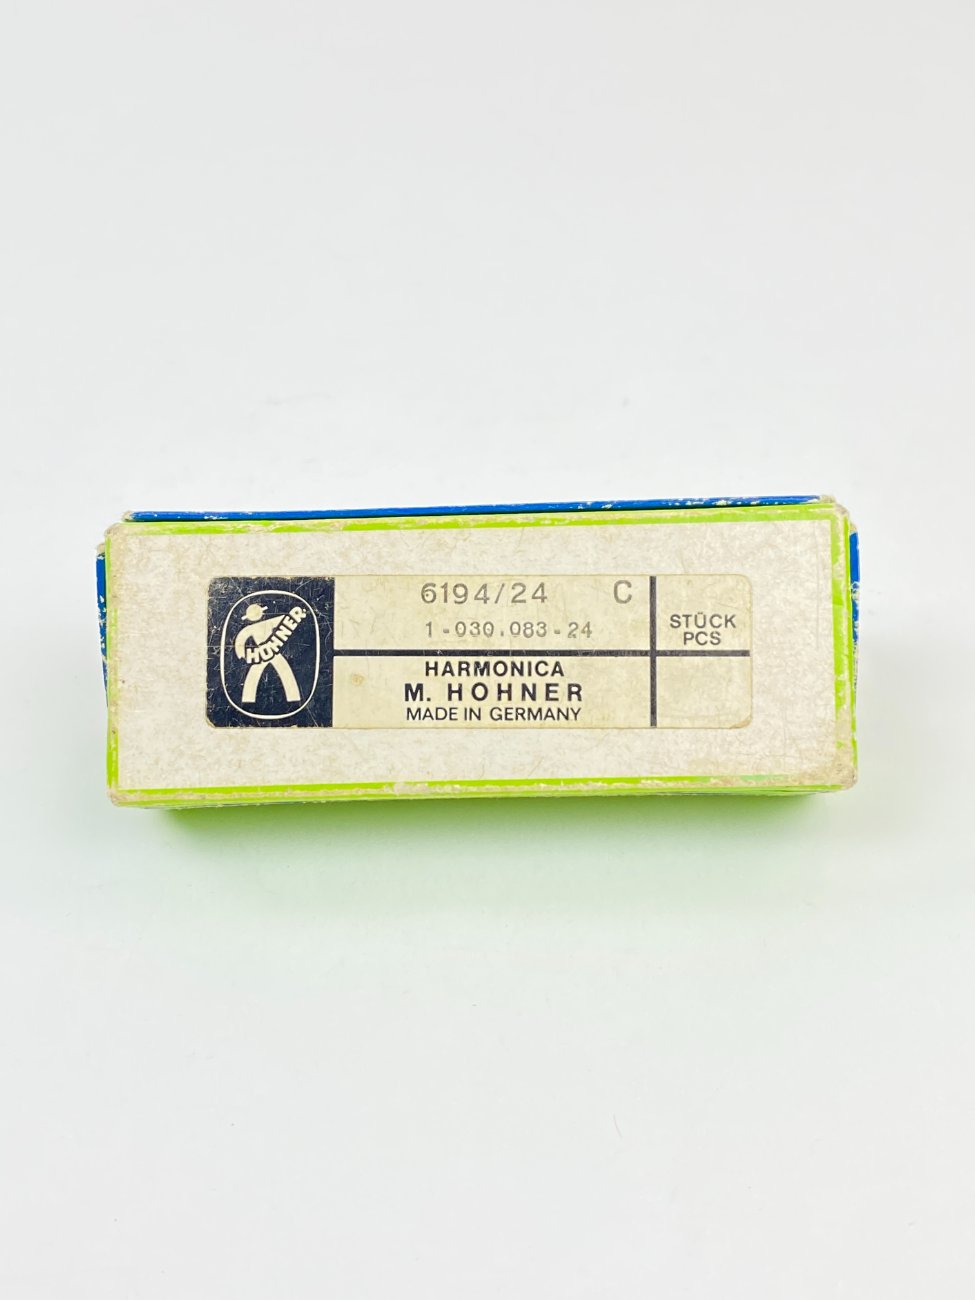 HOHNER
6194/24 C
1-030.083-24
STÜCK
PCS
HARMONICA
M. HOHNER
MADE IN GERMANY